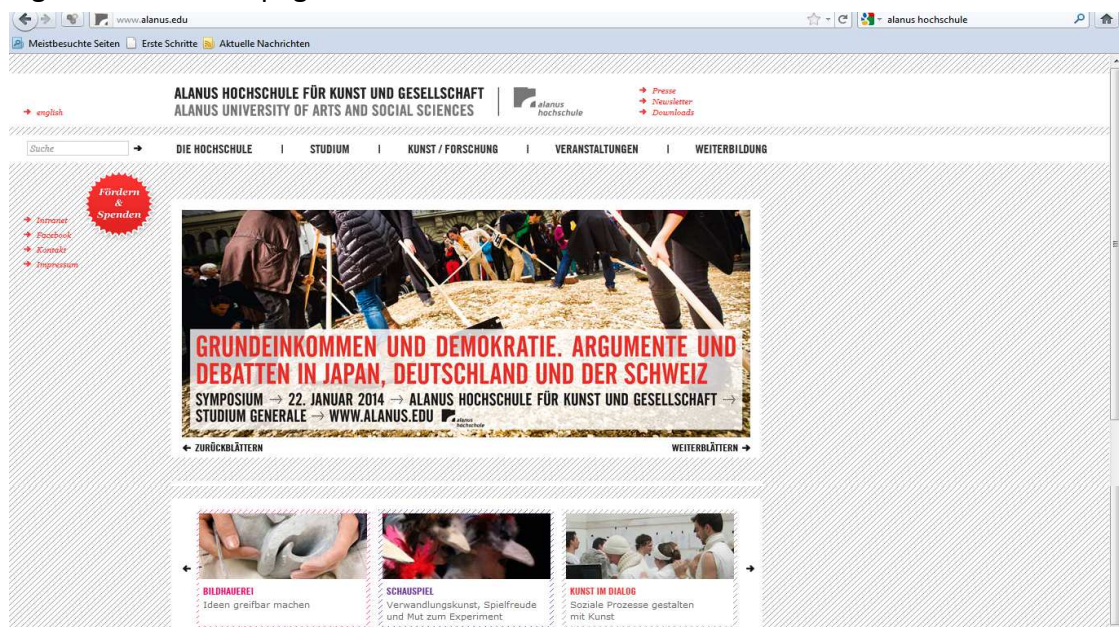 www.alanus.edu
alanus hochschule
Meistbesuchte Seiten Erste Schritte Aktuelle Nachrichten
ALANUS HOCHSCHULE FÜR KUNST UND GESELLSCHAFT
ALANUS UNIVERSITY OF ARTS AND SOCIAL SCIENCES
alanus
hochschule
Presse
Newsletter
Downloads
english
Suche
DIE HOCHSCHULE | STUDIUM | KUNST / FORSCHUNG | VERANSTALTUNGEN | WEITERBILDUNG
Fördern
&
Spenden
Intranet
Facebook
Kontakt
Impressum
GRUNDEINKOMMEN UND DEMOKRATIE. ARGUMENTE UND
DEBATTEN IN JAPAN, DEUTSCHLAND UND DER SCHWEIZ
SYMPOSIUM → 22. JANUAR 2014 → ALANUS HOCHSCHULE FÜR KUNST UND GESELLSCHAFT →
STUDIUM GENERALE → WWW.ALANUS.EDU alanus
hochschule
← ZURÜCKBLÄTTERN WEITERBLÄTTERN →
BILDHAUEREI
Ideen greifbar machen
SCHAUSPIEL
Verwandlungskunst, Spielfreude
und Mut zum Experiment
KUNST IM DIALOG
Soziale Prozesse gestalten
mit Kunst